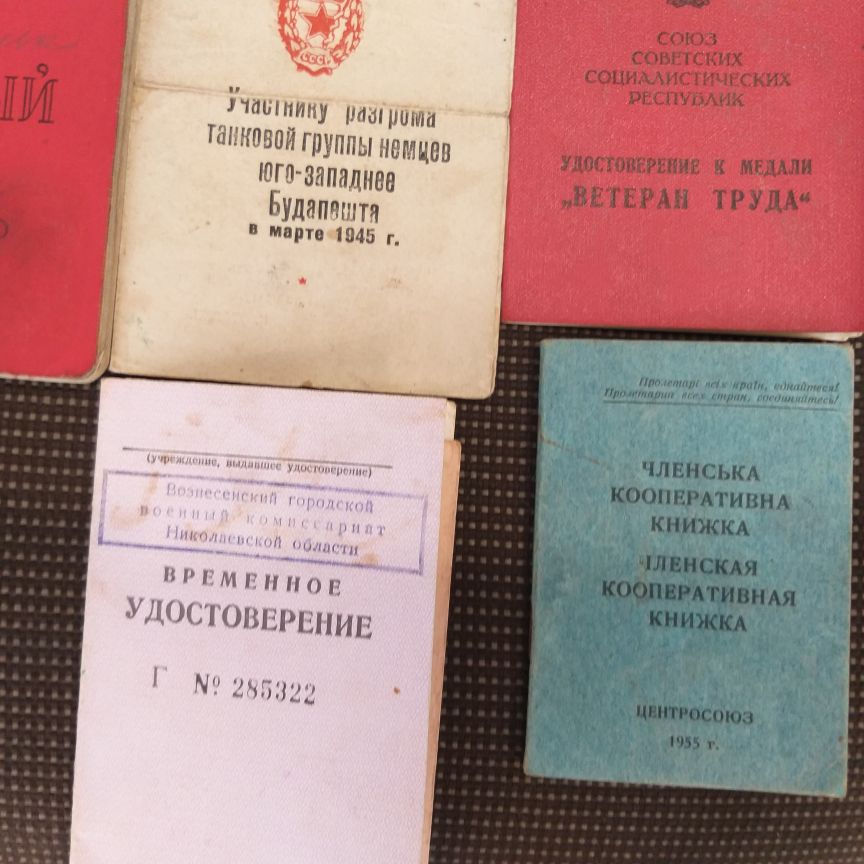 ЫЙ
СССР
Участнику разгрома
танковой группы немцев
юго-западнее
Будапешта
в марте 1945 г.
СОЮЗ
СОВЕТСКИХ
СОЦИАЛИСТИЧЕСКИХ
РЕСПУБЛИК
УДОСТОВЕРЕНИЕ К МЕДАЛИ
„ВЕТЕРАН ТРУДА“
(учреждение, выдавшее удостоверение)
Вознесенский городской
военный комиссариат
Николаевской области
ВРЕМЕННОЕ
УДОСТОВЕРЕНИЕ
Г № 285322
Пролетарі всіх країн, єднайтеся!
Пролетарии всех стран, соединяйтесь!
ЧЛЕНСЬКА
КООПЕРАТИВНА
КНИЖКА
ЧЛЕНСКАЯ
КООПЕРАТИВНАЯ
КНИЖКА
ЦЕНТРОСОЮЗ
1955 г.